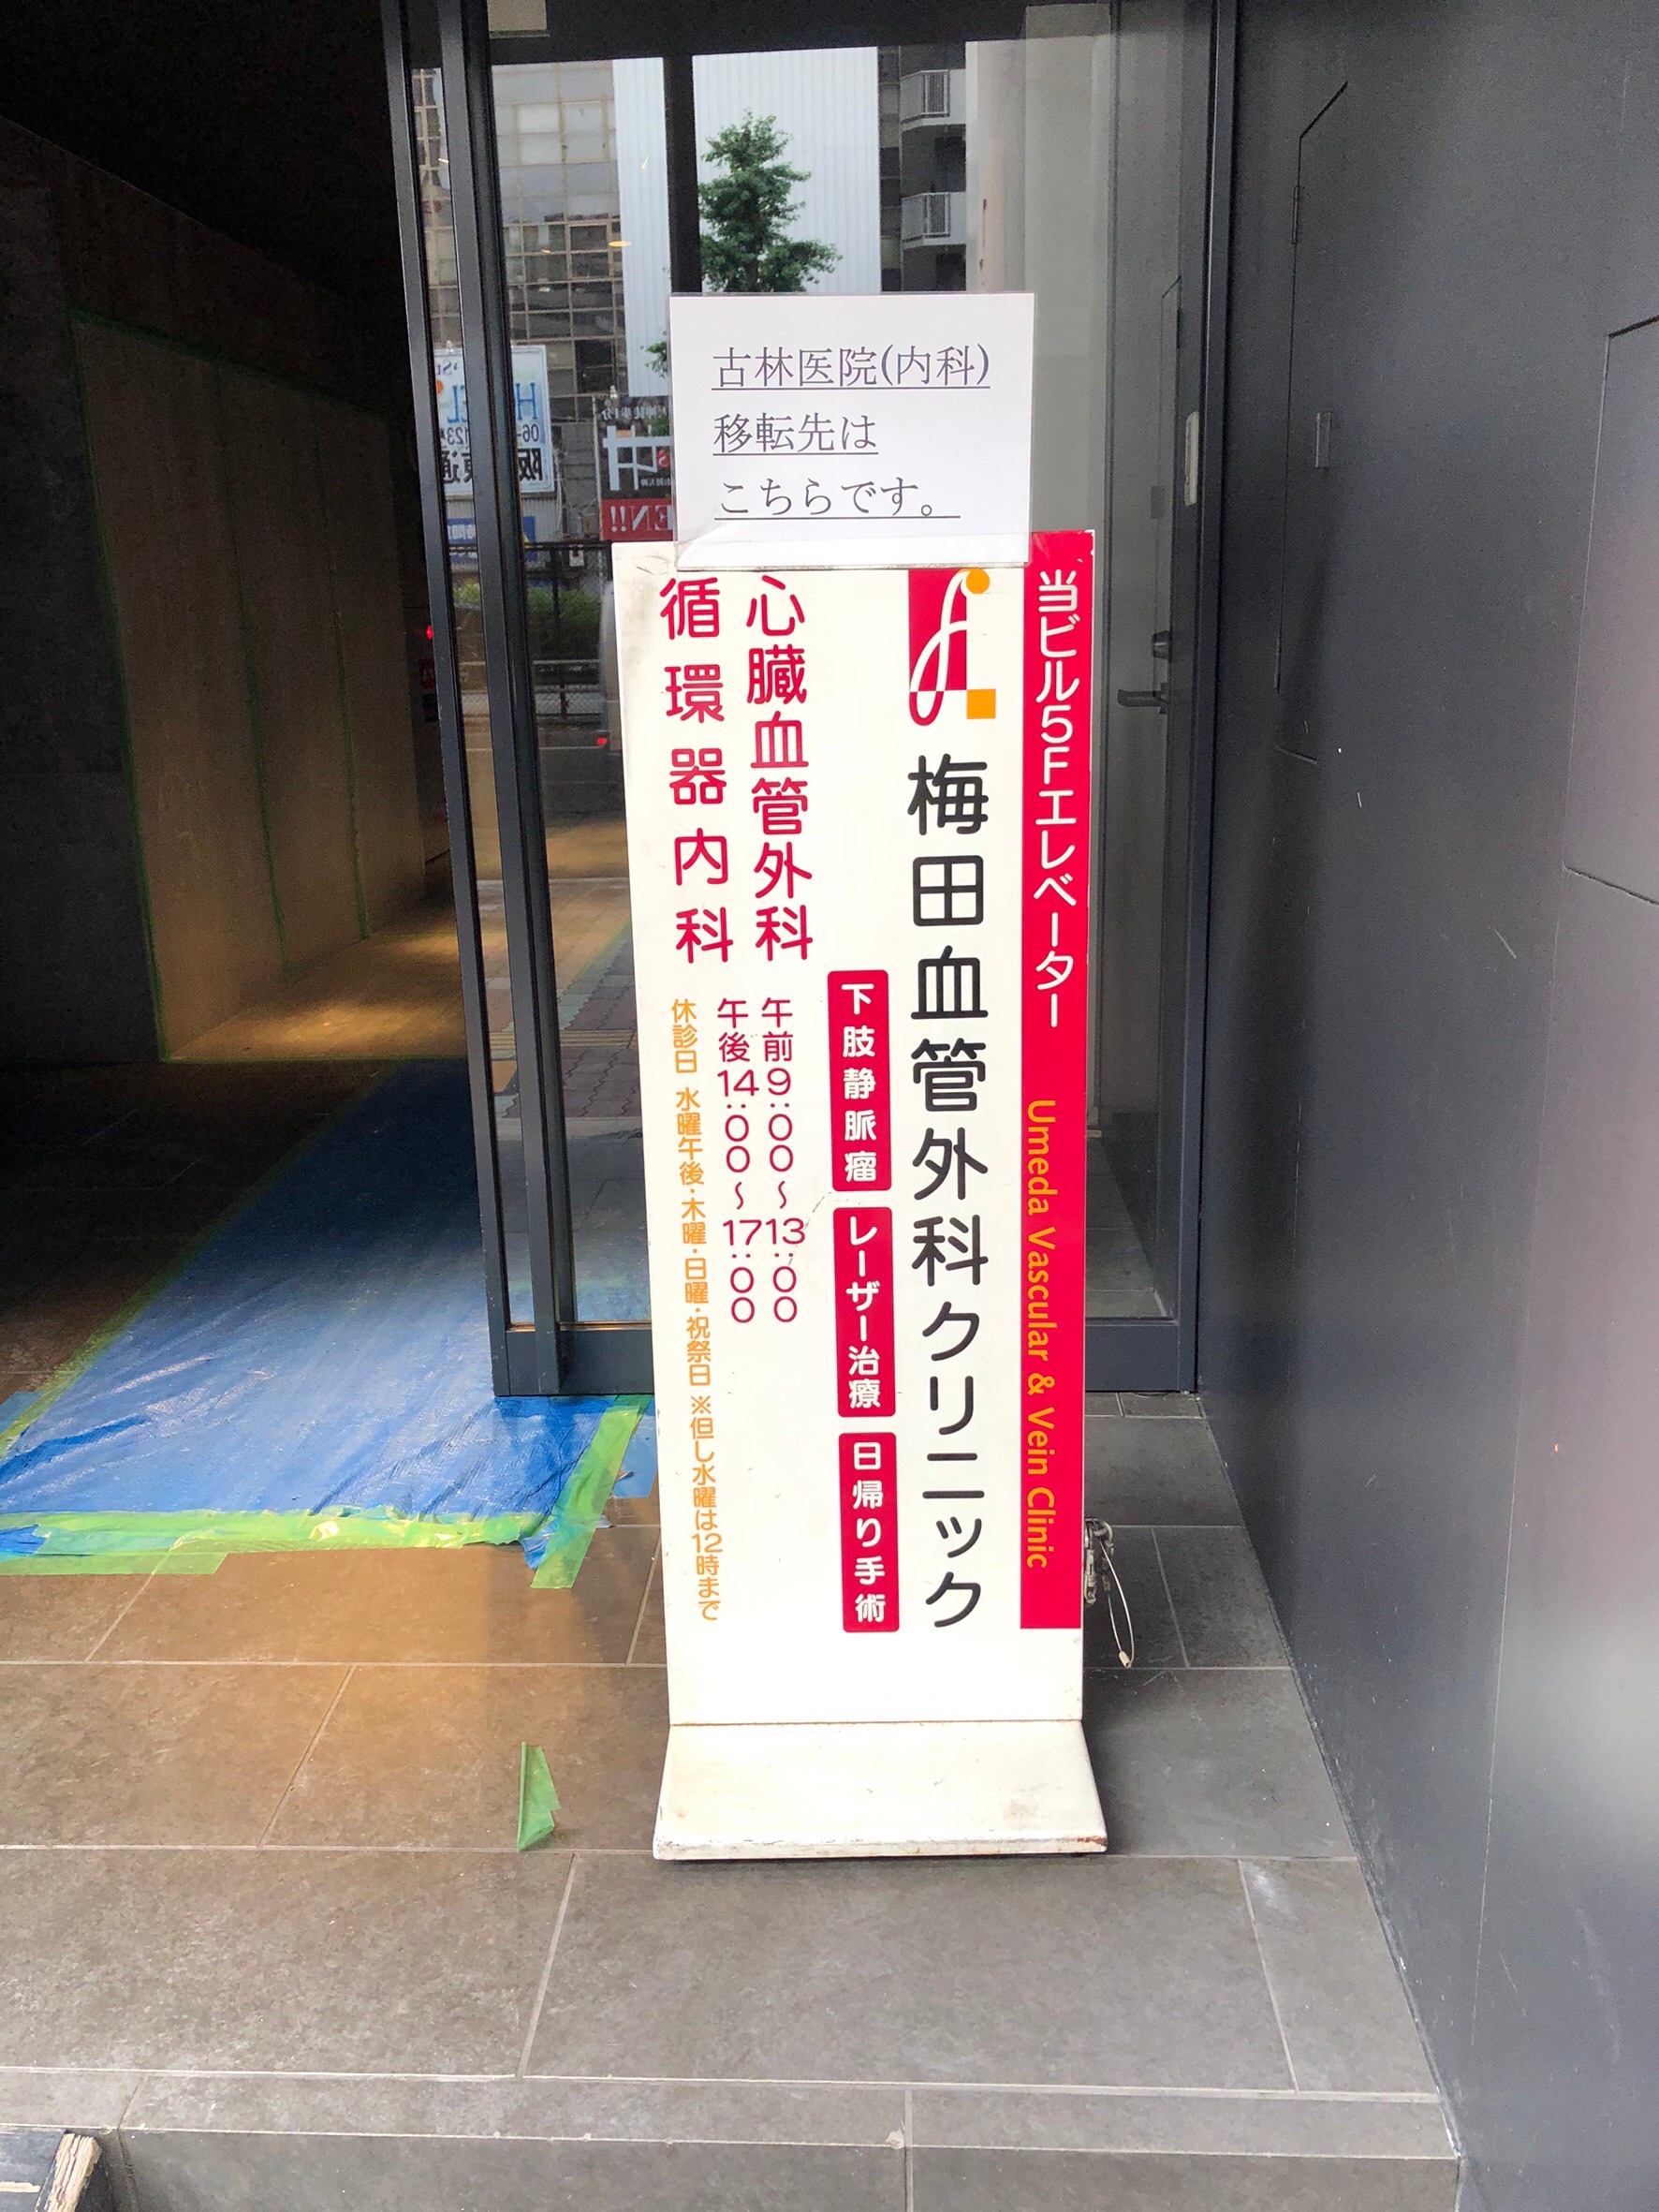 古林医院(内科)
移転先は
こちらです。
当ビル5Fエレベーター
Umeda Vascular & Vein Clinic
梅田血管外科クリニック
下肢静脈瘤
レーザー治療
日帰り手術
心臓血管外科
循環器内科
午前9:00～13:00
午後14:00～17:00
休診日 水曜午後・木曜・日曜・祝祭日 ※但し水曜は12時まで